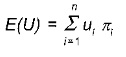 E(U) = Σ_{i=1}^{n} u_i π_i